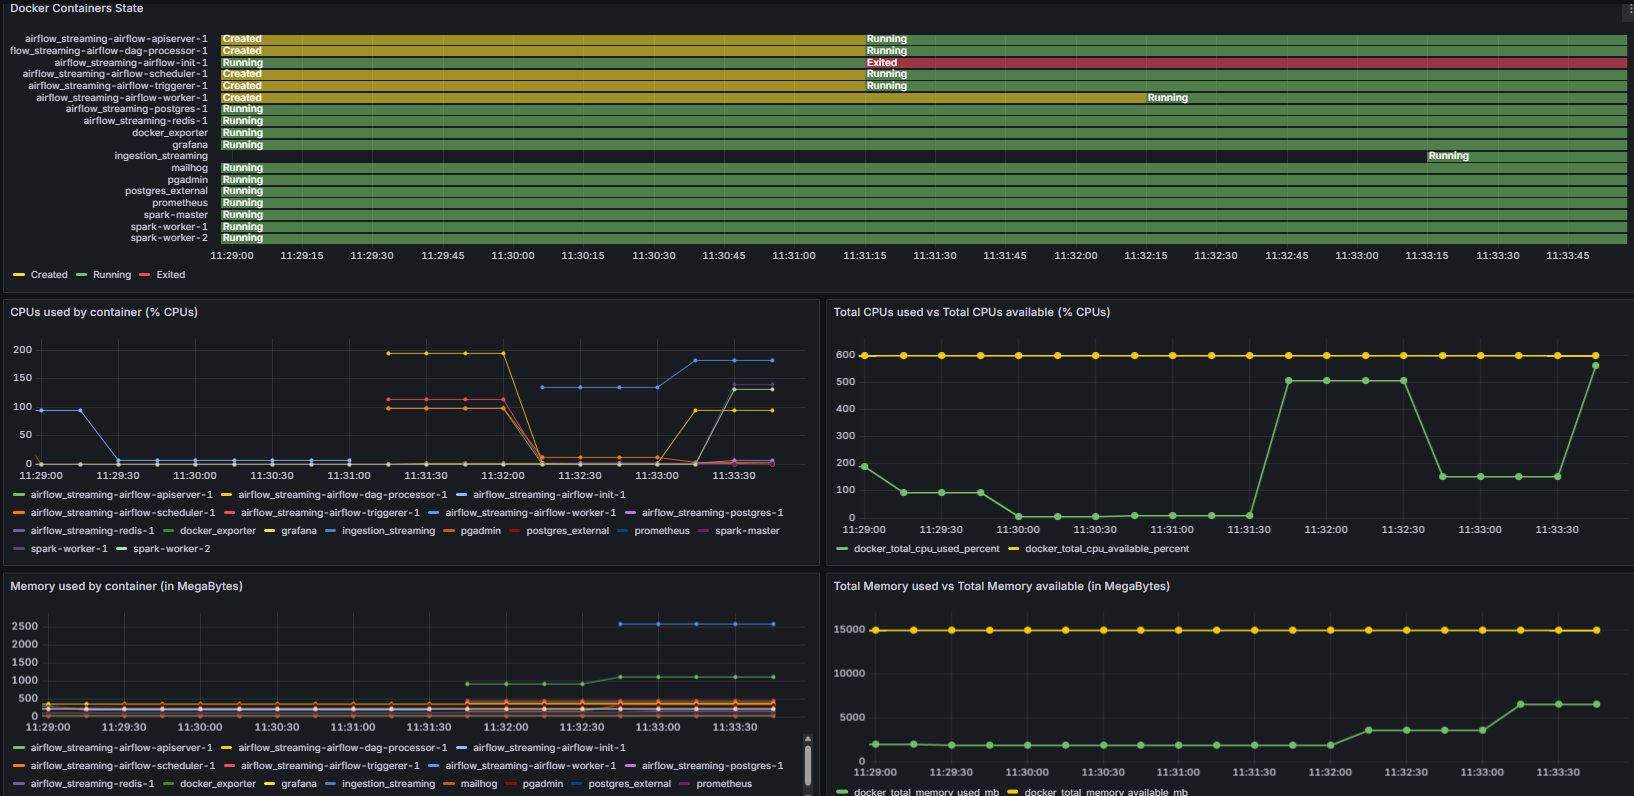 Docker Containers State
airflow_streaming-airflow-apiserver-1 Created Running
flow_streaming-airflow-dag-processor-1 Created Running
airflow_streaming-airflow-init-1 Running Exited
airflow_streaming-airflow-scheduler-1 Created Running
airflow_streaming-airflow-triggerer-1 Created Running
airflow_streaming-airflow-worker-1 Created Running
airflow_streaming-postgres-1 Running
airflow_streaming-redis-1 Running
docker_exporter Running
grafana Running
ingestion_streaming Running
mailhog Running
pgadmin Running
postgres_external Running
prometheus Running
spark-master Running
spark-worker-1 Running
spark-worker-2 Running
11:29:00 11:29:15 11:29:30 11:29:45 11:30:00 11:30:15 11:30:30 11:30:45 11:31:00 11:31:15 11:31:30 11:31:45 11:32:00 11:32:15 11:32:30 11:32:45 11:33:00 11:33:15 11:33:30 11:33:45
Created Running Exited
CPUs used by container (% CPUs)
200
150
100
50
0
11:29:00 11:29:30 11:30:00 11:30:30 11:31:00 11:31:30 11:32:00 11:32:30 11:33:00 11:33:30
airflow_streaming-airflow-apiserver-1 airflow_streaming-airflow-dag-processor-1 airflow_streaming-airflow-init-1
airflow_streaming-airflow-scheduler-1 airflow_streaming-airflow-triggerer-1 airflow_streaming-airflow-worker-1 airflow_streaming-postgres-1
airflow_streaming-redis-1 docker_exporter grafana ingestion_streaming pgadmin postgres_external prometheus spark-master
spark-worker-1 spark-worker-2
Total CPUs used vs Total CPUs available (% CPUs)
600
500
400
300
200
100
0
11:29:00 11:29:30 11:30:00 11:30:30 11:31:00 11:31:30 11:32:00 11:32:30 11:33:00 11:33:30
docker_total_cpu_used_percent docker_total_cpu_available_percent
Memory used by container (in MegaBytes)
2500
2000
1500
1000
500
0
11:29:00 11:29:30 11:30:00 11:30:30 11:31:00 11:31:30 11:32:00 11:32:30 11:33:00 11:33:30
airflow_streaming-airflow-apiserver-1 airflow_streaming-airflow-dag-processor-1 airflow_streaming-airflow-init-1
airflow_streaming-airflow-scheduler-1 airflow_streaming-airflow-triggerer-1 airflow_streaming-airflow-worker-1 airflow_streaming-postgres-1
airflow_streaming-redis-1 docker_exporter grafana ingestion_streaming mailhog pgadmin postgres_external prometheus
Total Memory used vs Total Memory available (in MegaBytes)
15000
10000
5000
0
11:29:00 11:29:30 11:30:00 11:30:30 11:31:00 11:31:30 11:32:00 11:32:30 11:33:00 11:33:30
docker_total_memory_used_mb docker_total_memory_available_mb